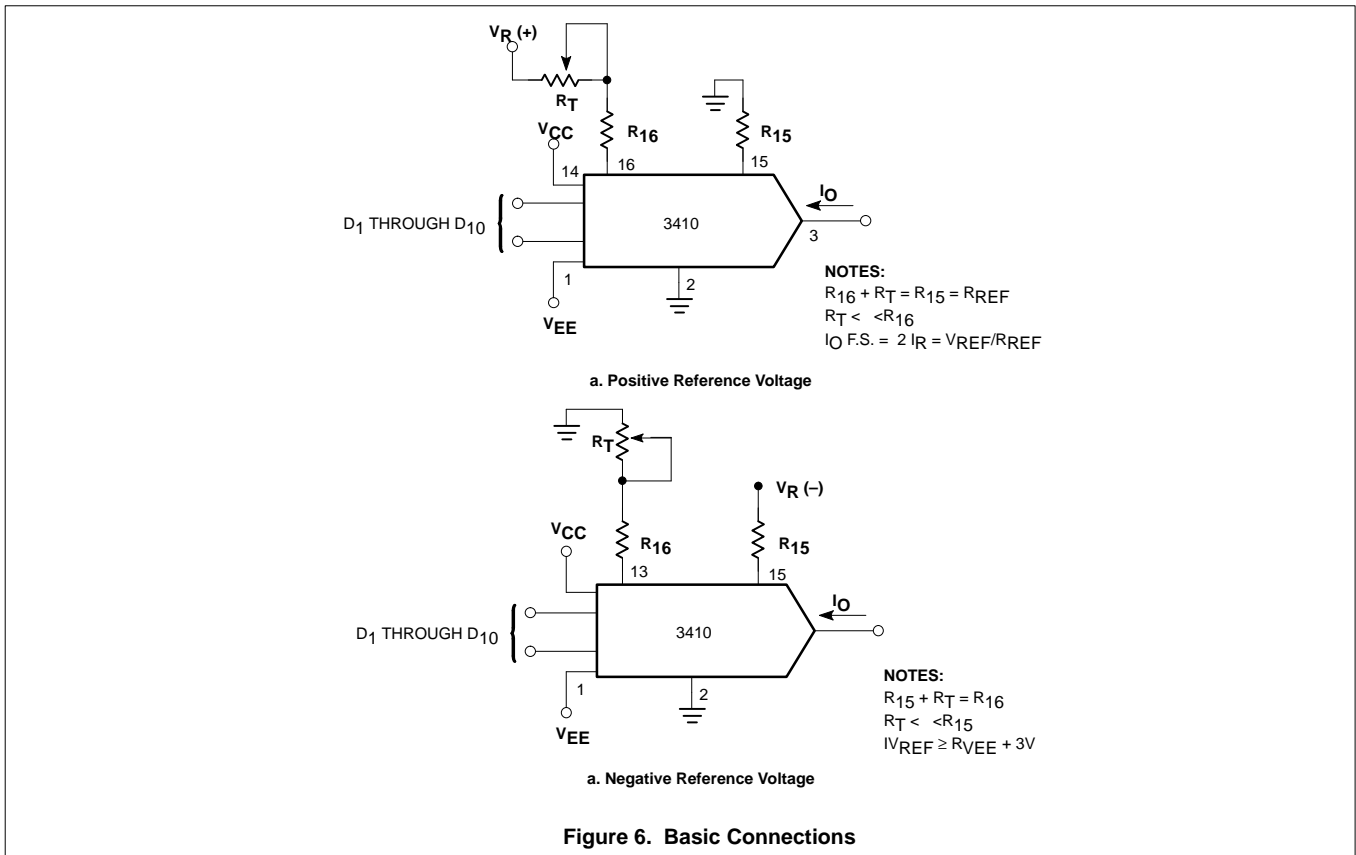 VR (+)
RT
R16
R15
VCC
14
16
15
IO
D1 THROUGH D10
3410
3
1
2
VEE
NOTES:
R16 + RT = R15 = RREF
RT < <R16
IO F.S. = 2 IR = VREF/RREF
a. Positive Reference Voltage
RT
VR (–)
VCC
R16
R15
13
15
IO
D1 THROUGH D10
3410
1
2
VEE
NOTES:
R15 + RT = R16
RT < <R15
IVREF ≥ RVEE + 3V
a. Negative Reference Voltage
Figure 6. Basic Connections